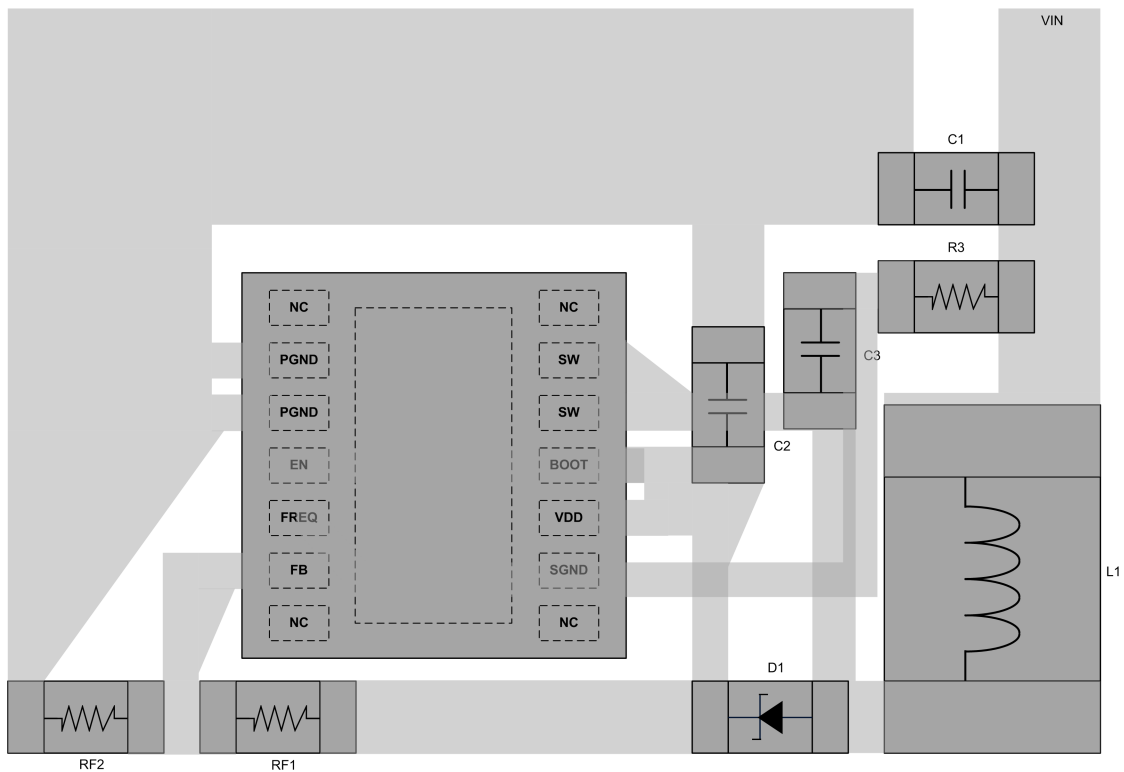 VIN
C1
R3
NC
NC
PGND
SW
C3
PGND
SW
C2
EN
BOOT
FREQ
VDD
FB
SGND
L1
NC
NC
D1
RF2
RF1